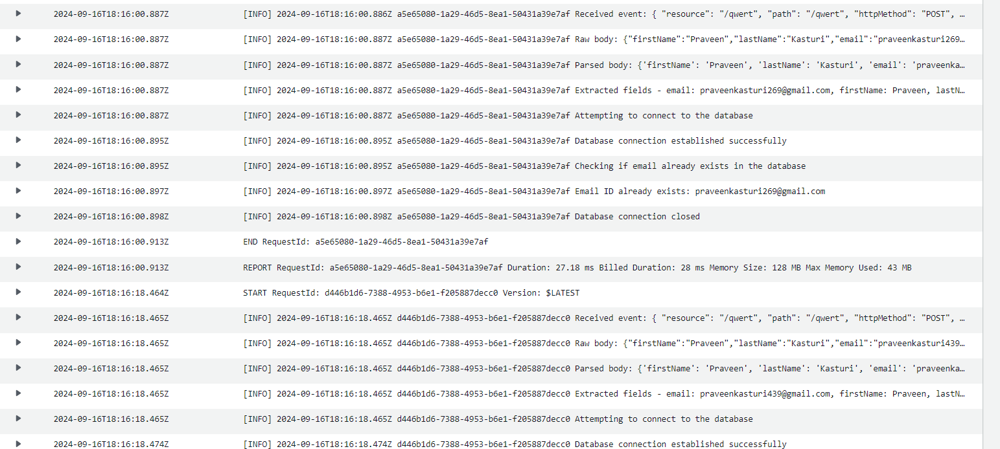 2024-09-16T18:16:00.887Z [INFO] 2024-09-16T18:16:00.886Z a5e65080-1a29-46d5-8ea1-50431a39e7af Received event: { "resource": "/qwert", "path": "/qwert", "httpMethod": "POST", …
2024-09-16T18:16:00.887Z [INFO] 2024-09-16T18:16:00.887Z a5e65080-1a29-46d5-8ea1-50431a39e7af Raw body: {"firstName":"Praveen","lastName":"Kasturi","email":"praveenkasturi269…
2024-09-16T18:16:00.887Z [INFO] 2024-09-16T18:16:00.887Z a5e65080-1a29-46d5-8ea1-50431a39e7af Parsed body: {'firstName': 'Praveen', 'lastName': 'Kasturi', 'email': 'praveenka…
2024-09-16T18:16:00.887Z [INFO] 2024-09-16T18:16:00.887Z a5e65080-1a29-46d5-8ea1-50431a39e7af Extracted fields - email: praveenkasturi269@gmail.com, firstName: Praveen, lastN…
2024-09-16T18:16:00.887Z [INFO] 2024-09-16T18:16:00.887Z a5e65080-1a29-46d5-8ea1-50431a39e7af Attempting to connect to the database
2024-09-16T18:16:00.895Z [INFO] 2024-09-16T18:16:00.895Z a5e65080-1a29-46d5-8ea1-50431a39e7af Database connection established successfully
2024-09-16T18:16:00.895Z [INFO] 2024-09-16T18:16:00.895Z a5e65080-1a29-46d5-8ea1-50431a39e7af Checking if email already exists in the database
2024-09-16T18:16:00.897Z [INFO] 2024-09-16T18:16:00.897Z a5e65080-1a29-46d5-8ea1-50431a39e7af Email ID already exists: praveenkasturi269@gmail.com
2024-09-16T18:16:00.898Z [INFO] 2024-09-16T18:16:00.898Z a5e65080-1a29-46d5-8ea1-50431a39e7af Database connection closed
2024-09-16T18:16:00.913Z END RequestId: a5e65080-1a29-46d5-8ea1-50431a39e7af
2024-09-16T18:16:00.913Z REPORT RequestId: a5e65080-1a29-46d5-8ea1-50431a39e7af Duration: 27.18 ms Billed Duration: 28 ms Memory Size: 128 MB Max Memory Used: 43 MB
2024-09-16T18:16:18.464Z START RequestId: d446b1d6-7388-4953-b6e1-f205887decc0 Version: $LATEST
2024-09-16T18:16:18.465Z [INFO] 2024-09-16T18:16:18.465Z d446b1d6-7388-4953-b6e1-f205887decc0 Received event: { "resource": "/qwert", "path": "/qwert", "httpMethod": "POST", …
2024-09-16T18:16:18.465Z [INFO] 2024-09-16T18:16:18.465Z d446b1d6-7388-4953-b6e1-f205887decc0 Raw body: {"firstName":"Praveen","lastName":"Kasturi","email":"praveenkasturi439…
2024-09-16T18:16:18.465Z [INFO] 2024-09-16T18:16:18.465Z d446b1d6-7388-4953-b6e1-f205887decc0 Parsed body: {'firstName': 'Praveen', 'lastName': 'Kasturi', 'email': 'praveenka…
2024-09-16T18:16:18.465Z [INFO] 2024-09-16T18:16:18.465Z d446b1d6-7388-4953-b6e1-f205887decc0 Extracted fields - email: praveenkasturi439@gmail.com, firstName: Praveen, lastN…
2024-09-16T18:16:18.465Z [INFO] 2024-09-16T18:16:18.465Z d446b1d6-7388-4953-b6e1-f205887decc0 Attempting to connect to the database
2024-09-16T18:16:18.474Z [INFO] 2024-09-16T18:16:18.474Z d446b1d6-7388-4953-b6e1-f205887decc0 Database connection established successfully